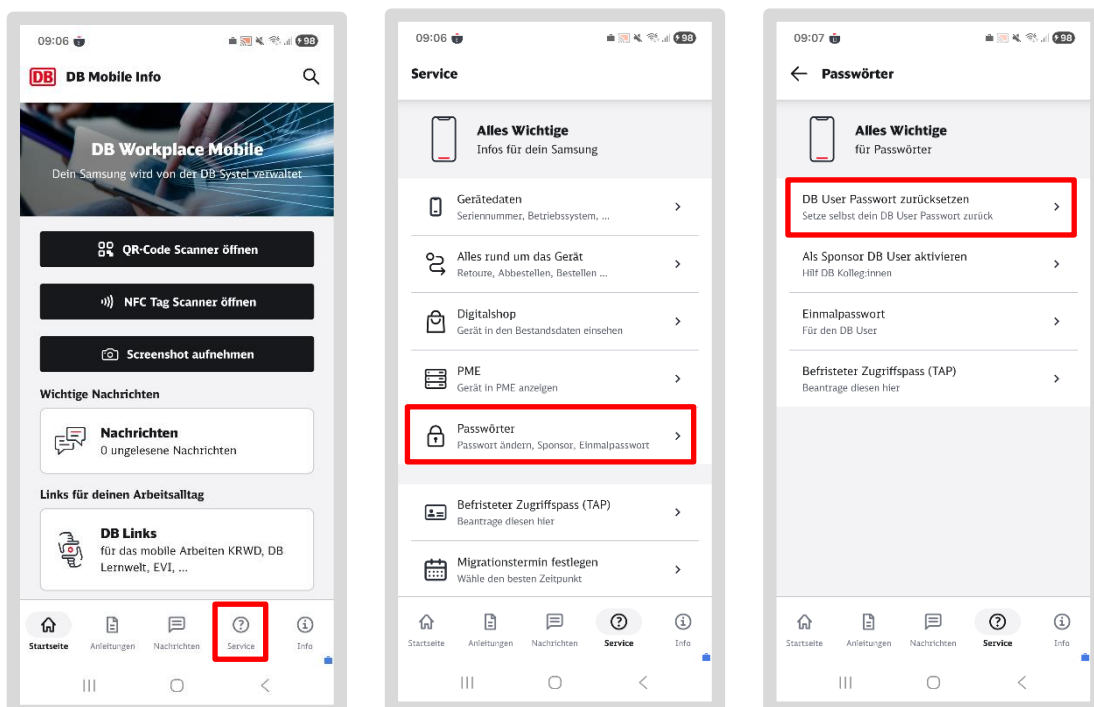 09:06
98
DB DB Mobile Info
DB Workplace Mobile
Dein Samsung wird von der DB Systel verwaltet
QR-Code Scanner öffnen
NFC Tag Scanner öffnen
Screenshot aufnehmen
Wichtige Nachrichten
Nachrichten
0 ungelesene Nachrichten
Links für deinen Arbeitsalltag
DB Links
für das mobile Arbeiten KRWD, DB
Lernwelt, EVI, ...
Startseite Anleitungen Nachrichten Service Info
09:06
98
Service
Alles Wichtige
Infos für dein Samsung
Gerätedaten
Seriennummer, Betriebssystem, ...
Alles rund um das Gerät
Retoure, Abbestellen, Bestellen ...
Digitalshop
Gerät in den Bestandsdaten einsehen
PME
Gerät in PME anzeigen
Passwörter
Passwort ändern, Sponsor, Einmalpasswort
Befristeter Zugriffspass (TAP)
Beantrage diesen hier
Migrationstermin festlegen
Wähle den besten Zeitpunkt
Startseite Anleitungen Nachrichten Service Info
09:07
98
Passwörter
Alles Wichtige
für Passwörter
DB User Passwort zurücksetzen
Setze selbst dein DB User Passwort zurück
Als Sponsor DB User aktivieren
Hilf DB Kolleg:innen
Einmalpasswort
Für den DB User
Befristeter Zugriffspass (TAP)
Beantrage diesen hier
Startseite Anleitungen Nachrichten Service Info